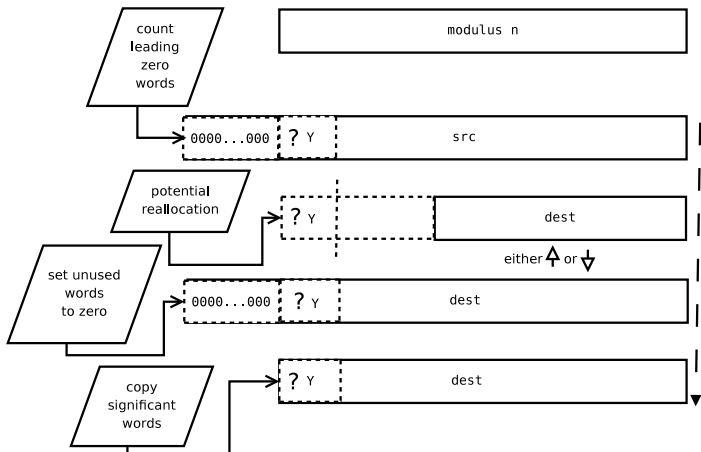 count
leading
zero
words
modulus n
0000...000
? Y
src
potential
reallocation
? Y
dest
either or
set unused
words
to zero
0000...000
? Y
dest
copy
significant
words
? Y
dest